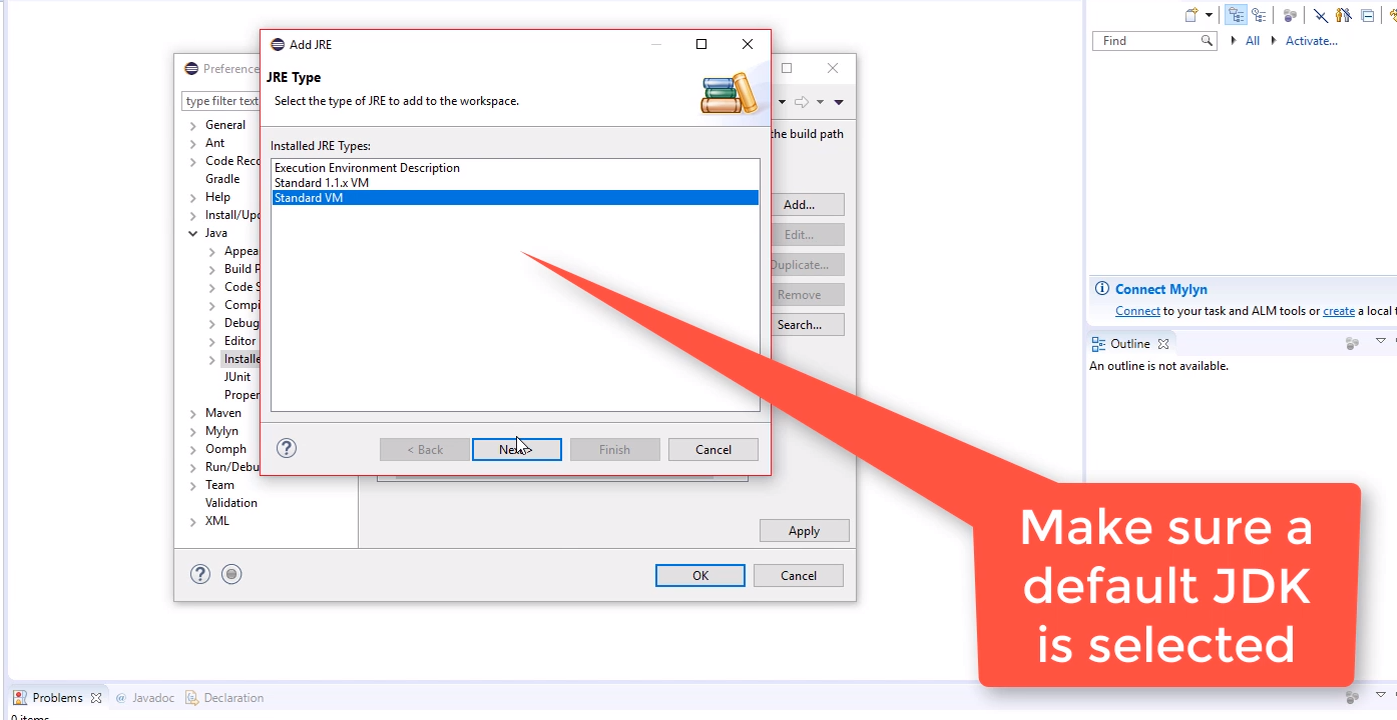 Find
All
Activate...
Add JRE
JRE Type
Select the type of JRE to add to the workspace.
Preference
type filter text
the build path
Installed JRE Types:
Execution Environment Description
Standard 1.1.x VM
Standard VM
General
Ant
Code Reco
Gradle
Help
Install/Upd
Java
Appea
Build P
Code S
Compi
Debug
Editor
Installe
JUnit
Proper
Maven
Mylyn
Oomph
Run/Debu
Team
Validation
XML
Add...
Edit...
Duplicate...
Remove
Search...
< Back
Next >
Finish
Cancel
Apply
OK
Cancel
Connect Mylyn
Connect to your task and ALM tools or create a local t
Outline
An outline is not available.
Make sure a
default JDK
is selected
Problems
@ Javadoc
Declaration
0 items